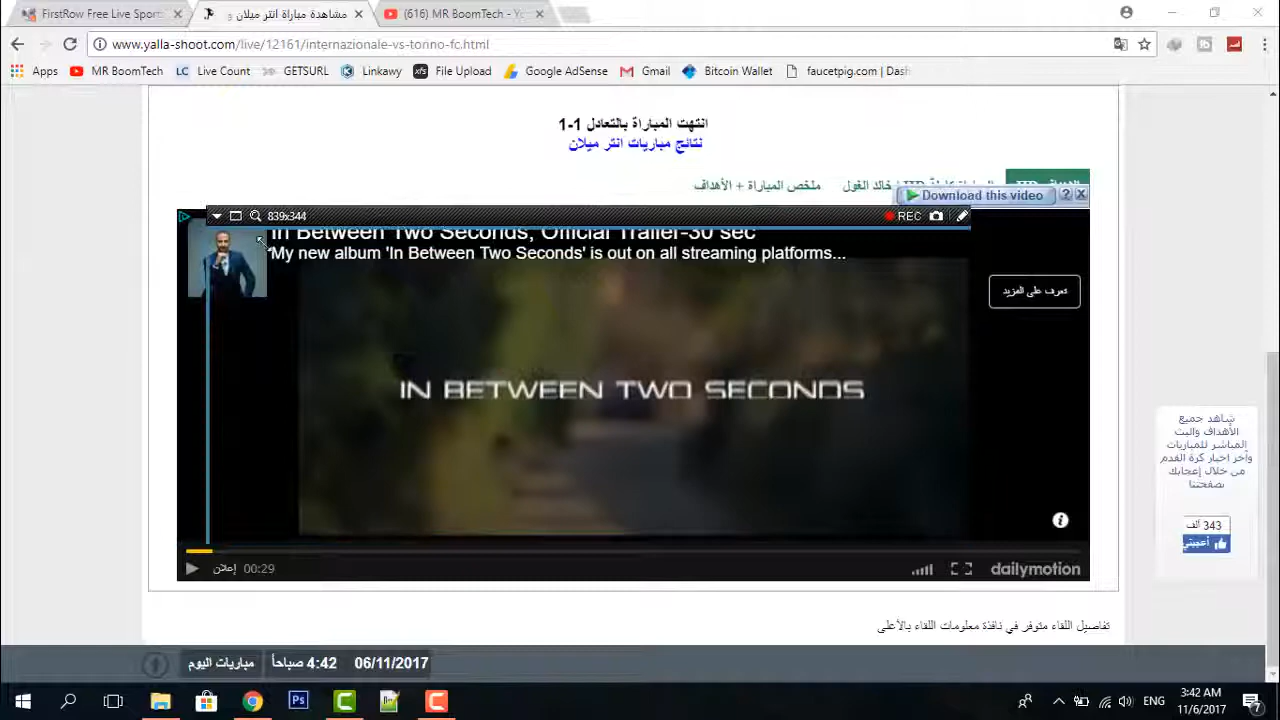 FirstRow Free Live Sport
مشاهدة مباراة انتر ميلان و
(616) MR BoomTech - Yo
www.yalla-shoot.com/live/12161/internazionale-vs-torino-fc.html
Apps
MR BoomTech
LC Live Count
GETSURL
Linkawy
xfs File Upload
Google AdSense
Gmail
Bitcoin Wallet
faucetpig.com | Dash
انتهت المباراة بالتعادل 1-1
نتائج مباريات انتر ميلان
خالد الغول
ملخص المباراة + الأهداف
Download this video
?
839x344
REC
In Between Two Seconds, Official Trailer-30 sec
My new album 'In Between Two Seconds' is out on all streaming platforms...
تعرف على المزيد
IN BETWEEN TWO SECONDS
إعلان 00:29
dailymotion
شاهد جميع
الأهداف والبث
المباشر للمباريات
وآخر اخبار كرة القدم
من خلال إعجابك
بصفحتنا
343 ألف
أعجبني
تفاصيل اللقاء متوفر في نافذة معلومات اللقاء بالأعلى
مباريات اليوم
4:42 صباحاً
06/11/2017
Ps
ENG
3:42 AM
11/6/2017
7